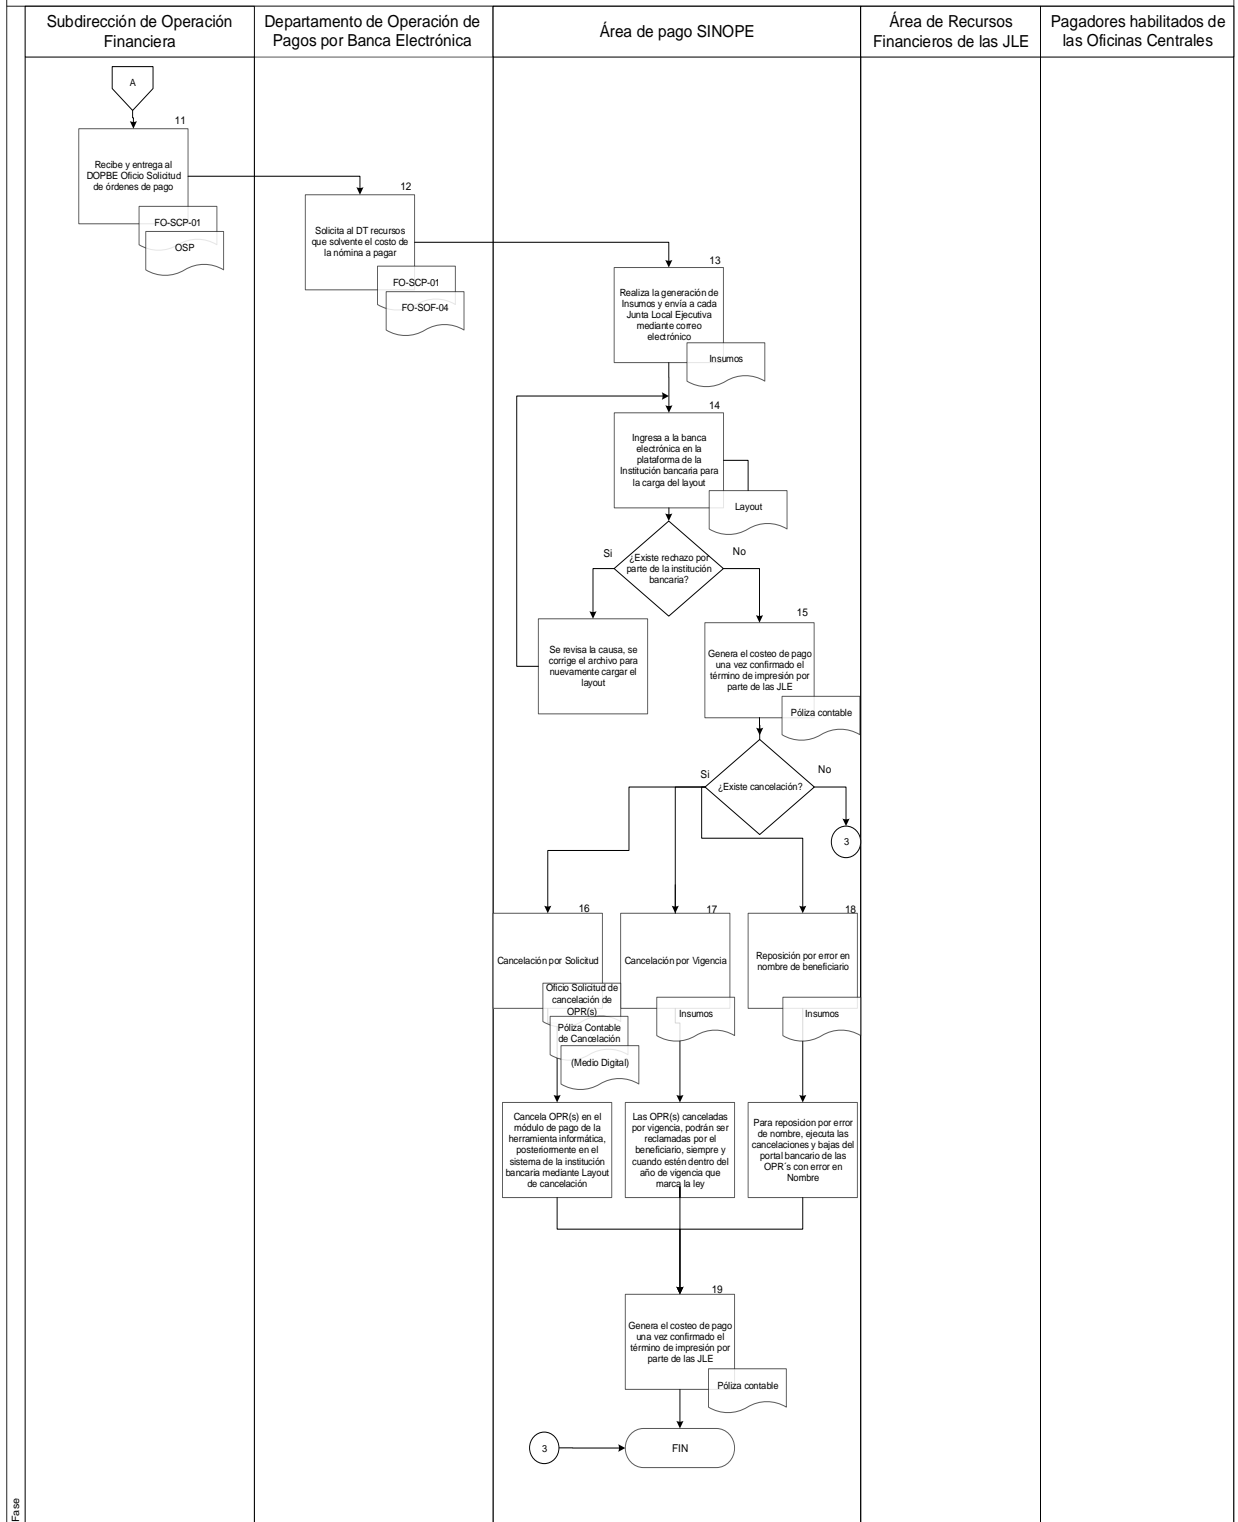 Subdirección de Operación
Financiera
Departamento de Operación de
Pagos por Banca Electrónica
Área de pago SINOPE
Área de Recursos
Financieros de las JLE
Pagadores habilitados de
las Oficinas Centrales
A
11
Recibe y entrega al
DOPBE Oficio Solicitud
de órdenes de pago
FO-SCP-01
OSP
12
Solicita al DT recursos
que solvente el costo de
la nómina a pagar
FO-SCP-01
FO-SOF-04
13
Realiza la generación de
Insumos y envía a cada
Junta Local Ejecutiva
mediante correo
electrónico
Insumos
14
Ingresa a la banca
electrónica en la
plataforma de la
Institución bancaria para
la carga del layout
Layout
Si
¿Existe rechazo por
parte de la institución
bancaria?
No
Se revisa la causa, se
corrige el archivo para
nuevamente cargar el
layout
15
Genera el costeo de pago
una vez confirmado el
término de impresión por
parte de las JLE
Póliza contable
Si
¿Existe cancelación?
No
3
16
Cancelación por Solicitud
Oficio Solicitud de
cancelación de
OPR(s)
Póliza Contable
de Cancelación
(Medio Digital)
17
Cancelación por Vigencia
Insumos
18
Reposición por error en
nombre de beneficiario
Insumos
Cancela OPR(s) en el
módulo de pago de la
herramienta informática,
posteriormente en el
sistema de la institución
bancaria mediante Layout
de cancelación
Las OPR(s) canceladas
por vigencia, podrán ser
reclamadas por el
beneficiario, siempre y
cuando estén dentro del
año de vigencia que
marca la ley
Para reposicion por error
de nombre, ejecuta las
cancelaciones y bajas del
portal bancario de las
OPR´s con error en
Nombre
19
Genera el costeo de pago
una vez confirmado el
término de impresión por
parte de las JLE
Póliza contable
3
FIN
Fase